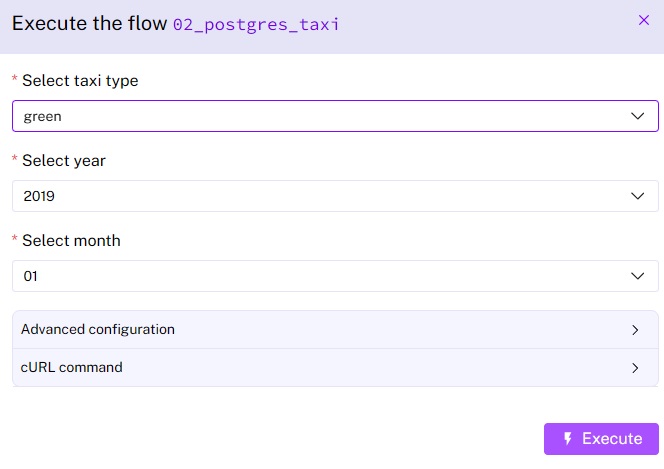 Execute the flow 02_postgres_taxi
* Select taxi type
green
* Select year
2019
* Select month
01
Advanced configuration
cURL command
Execute